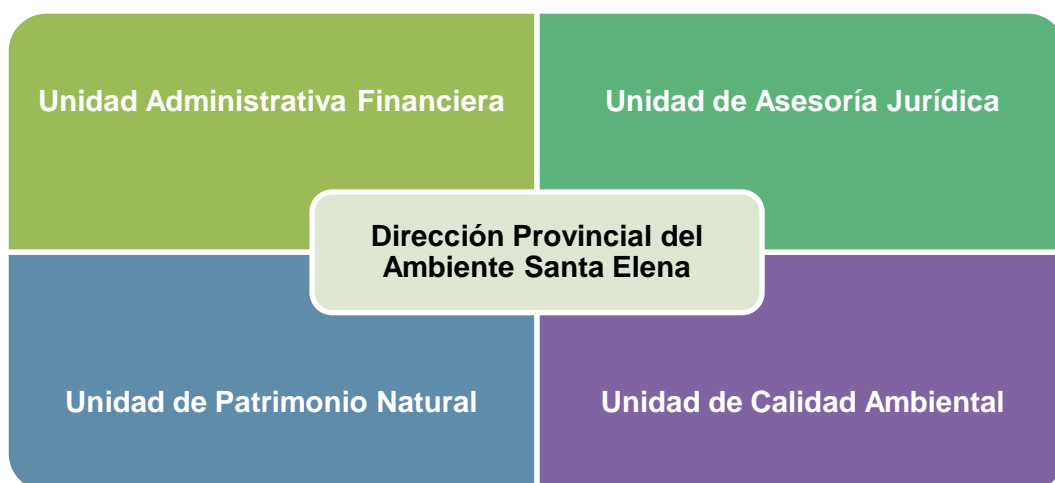 Unidad Administrativa Financiera
Unidad de Asesoría Jurídica
Dirección Provincial del
Ambiente Santa Elena
Unidad de Patrimonio Natural
Unidad de Calidad Ambiental